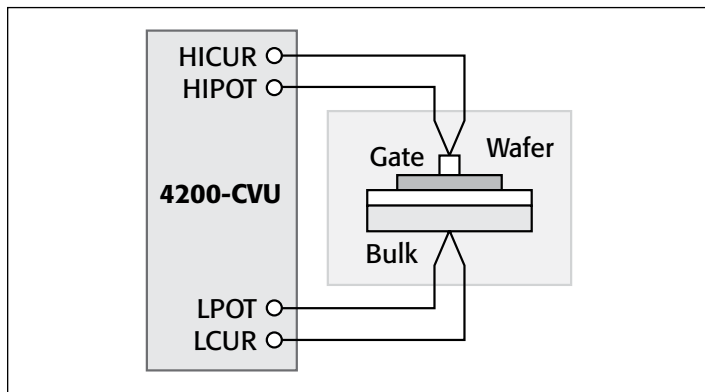 HICUR
HIPOT
Gate
Wafer
4200-CVU
Bulk
LPOT
LCUR